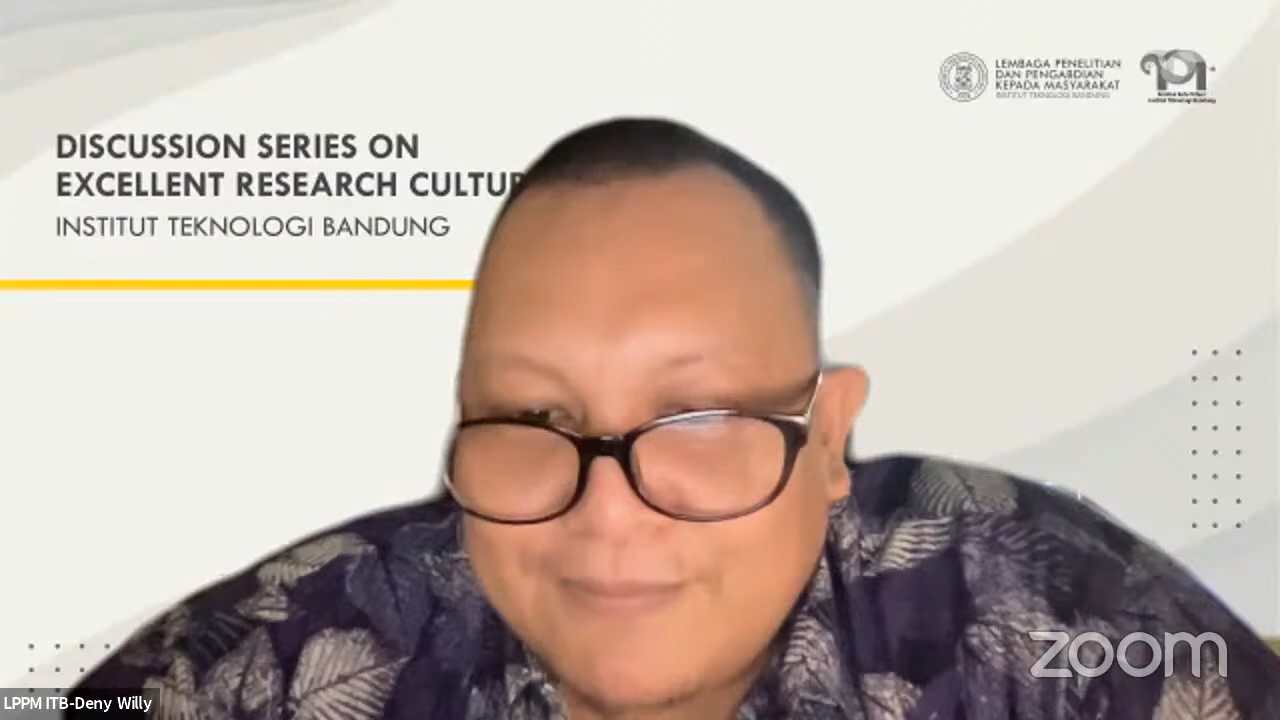 LEMBAGA PENELITIAN
DAN PENGABDIAN
KEPADA MASYARAKAT
INSTITUT TEKNOLOGI BANDUNG
DISCUSSION SERIES ON
EXCELLENT RESEARCH CULTUR
INSTITUT TEKNOLOGI BANDUNG
zoom
LPPM ITB-Deny Willy